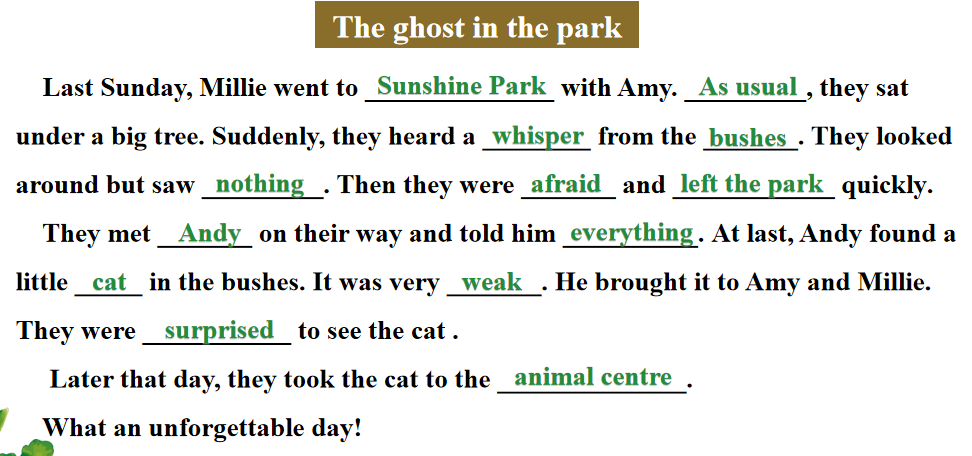 The ghost in the park
Last Sunday, Millie went to Sunshine Park with Amy. As usual, they sat
under a big tree. Suddenly, they heard a whisper from the bushes. They looked
around but saw nothing. Then they were afraid and left the park quickly.
They met Andy on their way and told him everything. At last, Andy found a
little cat in the bushes. It was very weak. He brought it to Amy and Millie.
They were surprised to see the cat .
Later that day, they took the cat to the animal centre.
What an unforgettable day!